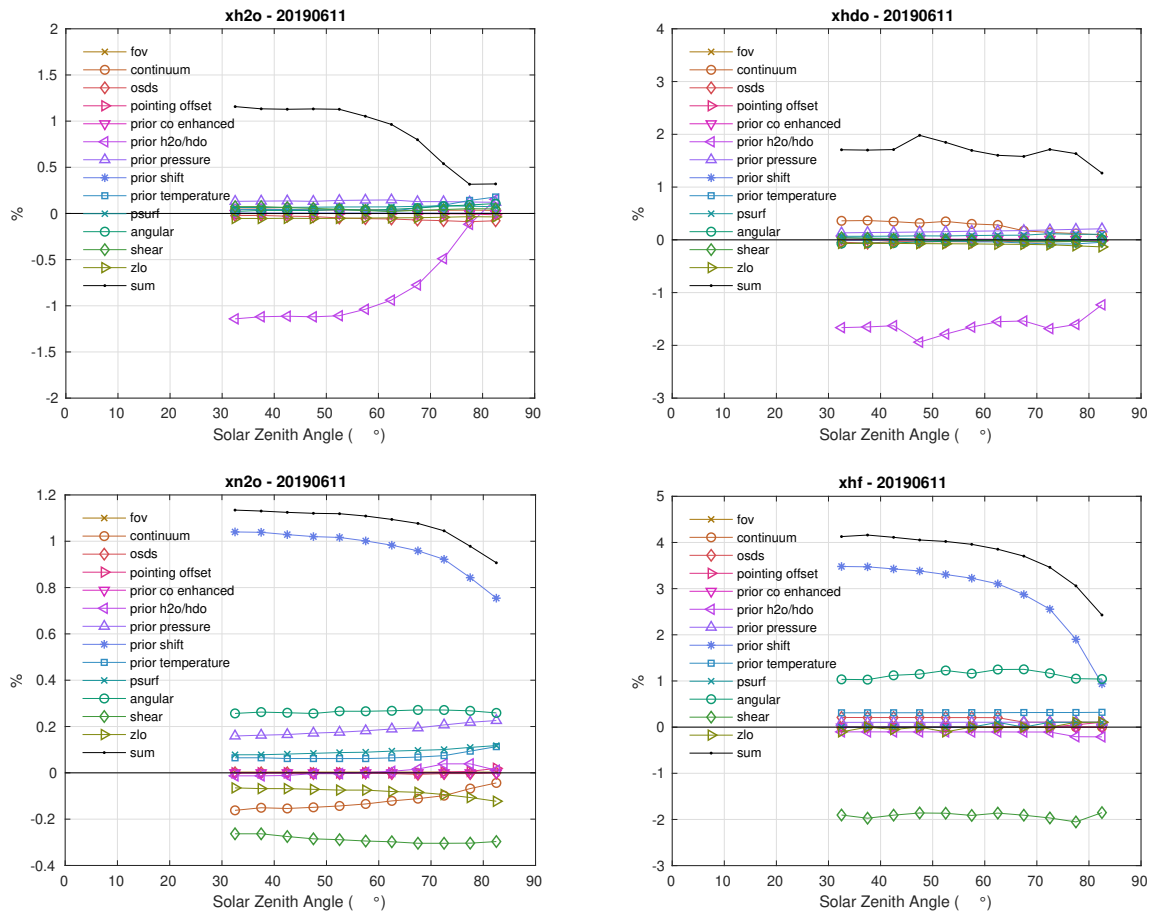 xh2o - 20190611
2
1.5
1
0.5
0
-0.5
-1
-1.5
-2
%
0 10 20 30 40 50 60 70 80 90
Solar Zenith Angle ( °)
fov
continuum
osds
pointing offset
prior co enhanced
prior h2o/hdo
prior pressure
prior shift
prior temperature
psurf
angular
shear
zlo
sum
xhdo - 20190611
4
3
2
1
0
-1
-2
-3
%
0 10 20 30 40 50 60 70 80 90
Solar Zenith Angle ( °)
fov
continuum
osds
pointing offset
prior co enhanced
prior h2o/hdo
prior pressure
prior shift
prior temperature
psurf
angular
shear
zlo
sum
xn2o - 20190611
1.2
1
0.8
0.6
0.4
0.2
0
-0.2
-0.4
%
0 10 20 30 40 50 60 70 80 90
Solar Zenith Angle ( °)
fov
continuum
osds
pointing offset
prior co enhanced
prior h2o/hdo
prior pressure
prior shift
prior temperature
psurf
angular
shear
zlo
sum
xhf - 20190611
5
4
3
2
1
0
-1
-2
-3
%
0 10 20 30 40 50 60 70 80 90
Solar Zenith Angle ( °)
fov
continuum
osds
pointing offset
prior co enhanced
prior h2o/hdo
prior pressure
prior shift
prior temperature
psurf
angular
shear
zlo
sum